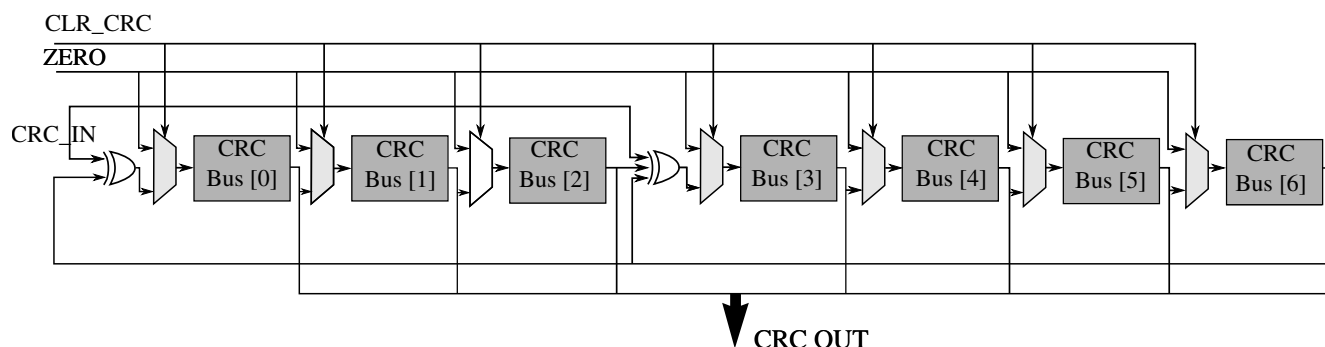 CLR_CRC
ZERO
CRC_IN
CRC
Bus [0]
CRC
Bus [1]
CRC
Bus [2]
CRC
Bus [3]
CRC
Bus [4]
CRC
Bus [5]
CRC
Bus [6]
CRC OUT